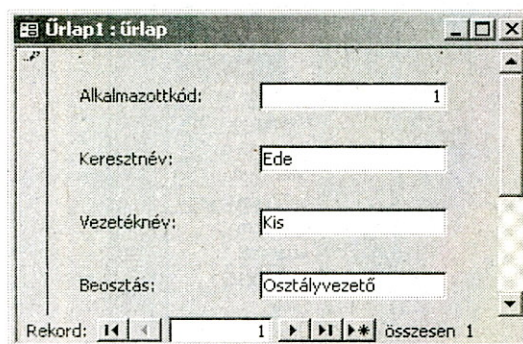 Űrlap1 : űrlap
Alkalmazottkód: 1
Keresztnév: Ede
Vezetéknév: Kis
Beosztás: Osztályvezető
Rekord: 1 összesen 1